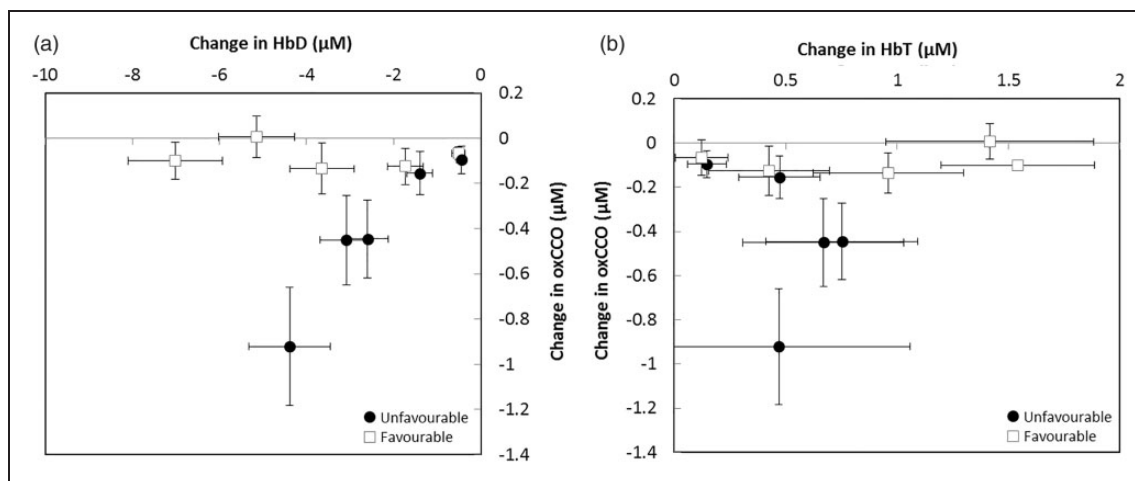 (a)
Change in HbD (µM)
-10 -8 -6 -4 -2 0
0.2
0
-0.2
-0.4
-0.6
-0.8
-1
-1.2
-1.4
Change in oxCCO (µM)
Unfavourable
Favourable
(b)
Change in HbT (µM)
0 0.5 1 1.5 2
0.2
0
-0.2
-0.4
-0.6
-0.8
-1
-1.2
-1.4
Change in oxCCO (µM)
Unfavourable
Favourable